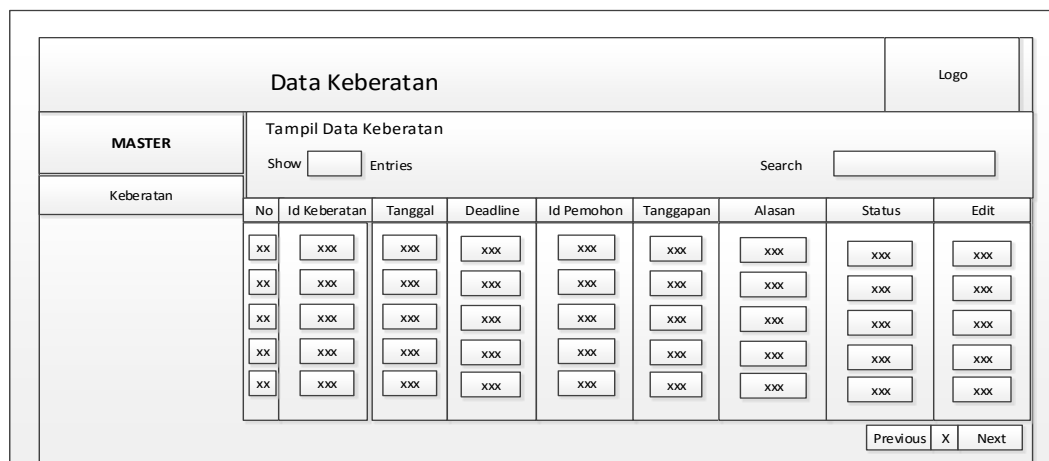 Data Keberatan
Logo
MASTER
Keberatan
Tampil Data Keberatan
Show Entries Search
No Id Keberatan Tanggal Deadline Id Pemohon Tanggapan Alasan Status Edit
xx xxx xxx xxx xxx xxx xxx xxx xxx
xx xxx xxx xxx xxx xxx xxx xxx xxx
xx xxx xxx xxx xxx xxx xxx xxx xxx
xx xxx xxx xxx xxx xxx xxx xxx xxx
xx xxx xxx xxx xxx xxx xxx xxx xxx
Previous X Next